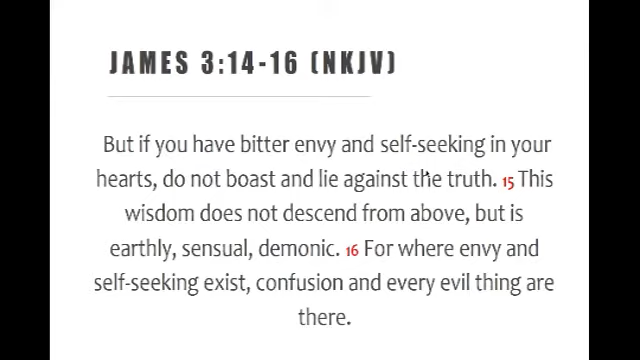 JAMES 3:14-16 (NKJV)
But if you have bitter envy and self-seeking in your
hearts, do not boast and lie against the truth. 15 This
wisdom does not descend from above, but is
earthly, sensual, demonic. 16 For where envy and
self-seeking exist, confusion and every evil thing are
there.